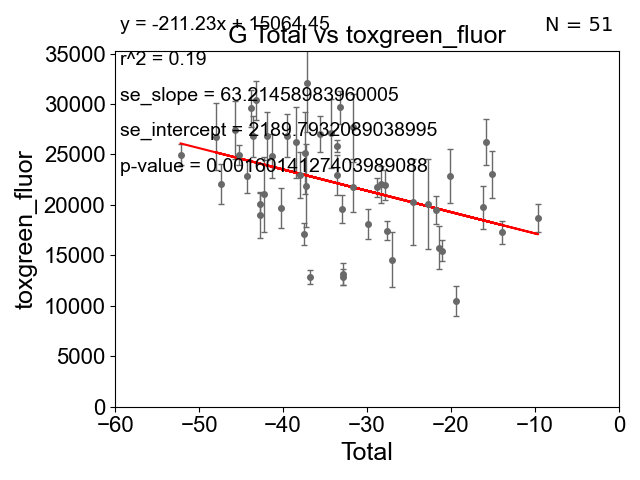 y = -211.23x + 15064.45
N = 51
G Total vs toxgreen_fluor
r^2 = 0.19
se_slope = 63.21458983960005
se_intercept = 2189.7932089038995
p-value = 0.0016014127403989088
35000
30000
25000
20000
15000
10000
5000
0
toxgreen_fluor
−60
−50
−40
−30
−20
−10
0
Total